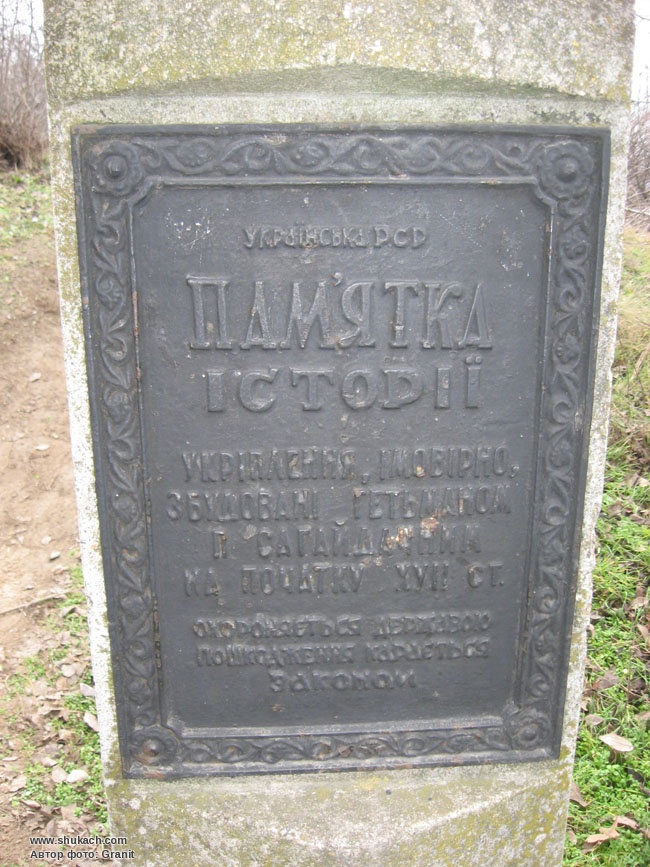 УКРАЇНСЬКА РСР
ПАМ'ЯТКА
ІСТОРІЇ
УКРІПЛЕННЯ, ІМОВІРНО,
ЗБУДОВАНІ ГЕТЬМАНОМ
П САГАЙДАЧНИМ
НА ПОЧАТКУ XVII СТ.
ОХОРОНЯЄТЬСЯ ДЕРЖАВОЮ
ПОШКОДЖЕННЯ КАРАЄТЬСЯ
ЗАКОНОМ
www.shukach.com
Автор фото: Granit